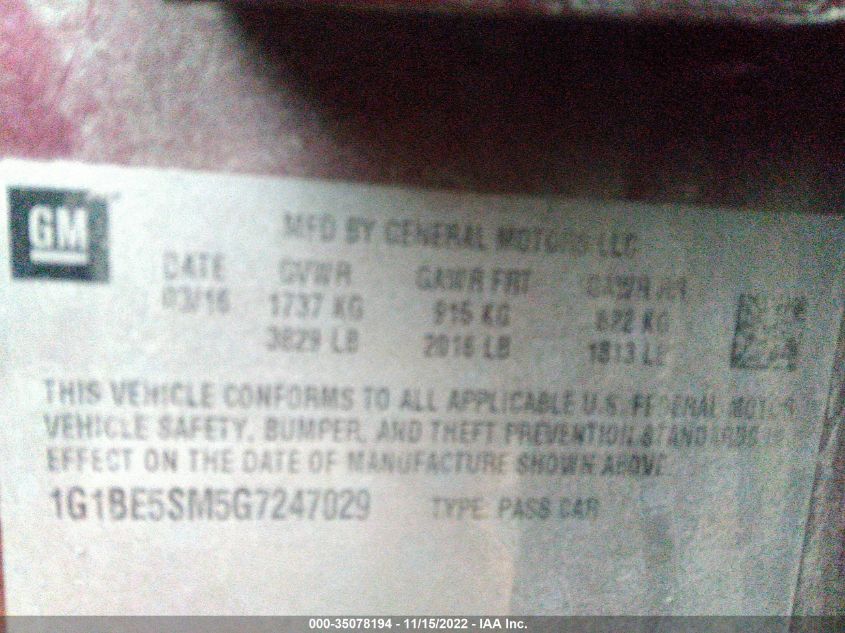 GM
MFD BY GENERAL MOTORS LLC
DATE GVWR GAWR FRT GAWR RR
03/16 1737 KG 915 KG 822 KG
3829 LB 2016 LB 1813 LB
THIS VEHICLE CONFORMS TO ALL APPLICABLE U.S. FEDERAL MOTOR
VEHICLE SAFETY, BUMPER, AND THEFT PREVENTION STANDARDS IN
EFFECT ON THE DATE OF MANUFACTURE SHOWN ABOVE.
1G1BE5SM5G7247029 TYPE: PASS CAR
000-35078194 - 11/15/2022 - IAA Inc.